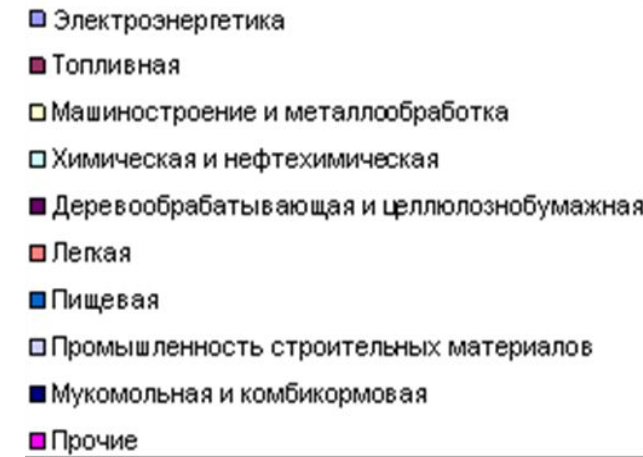 Электроэнергетика
Топливная
Машиностроение и металлообработка
Химическая и нефтехимическая
Деревообрабатывающая и целлюлознобумажная
Легкая
Пищевая
Промышленность строительных материалов
Мукомольная и комбикормовая
Прочие